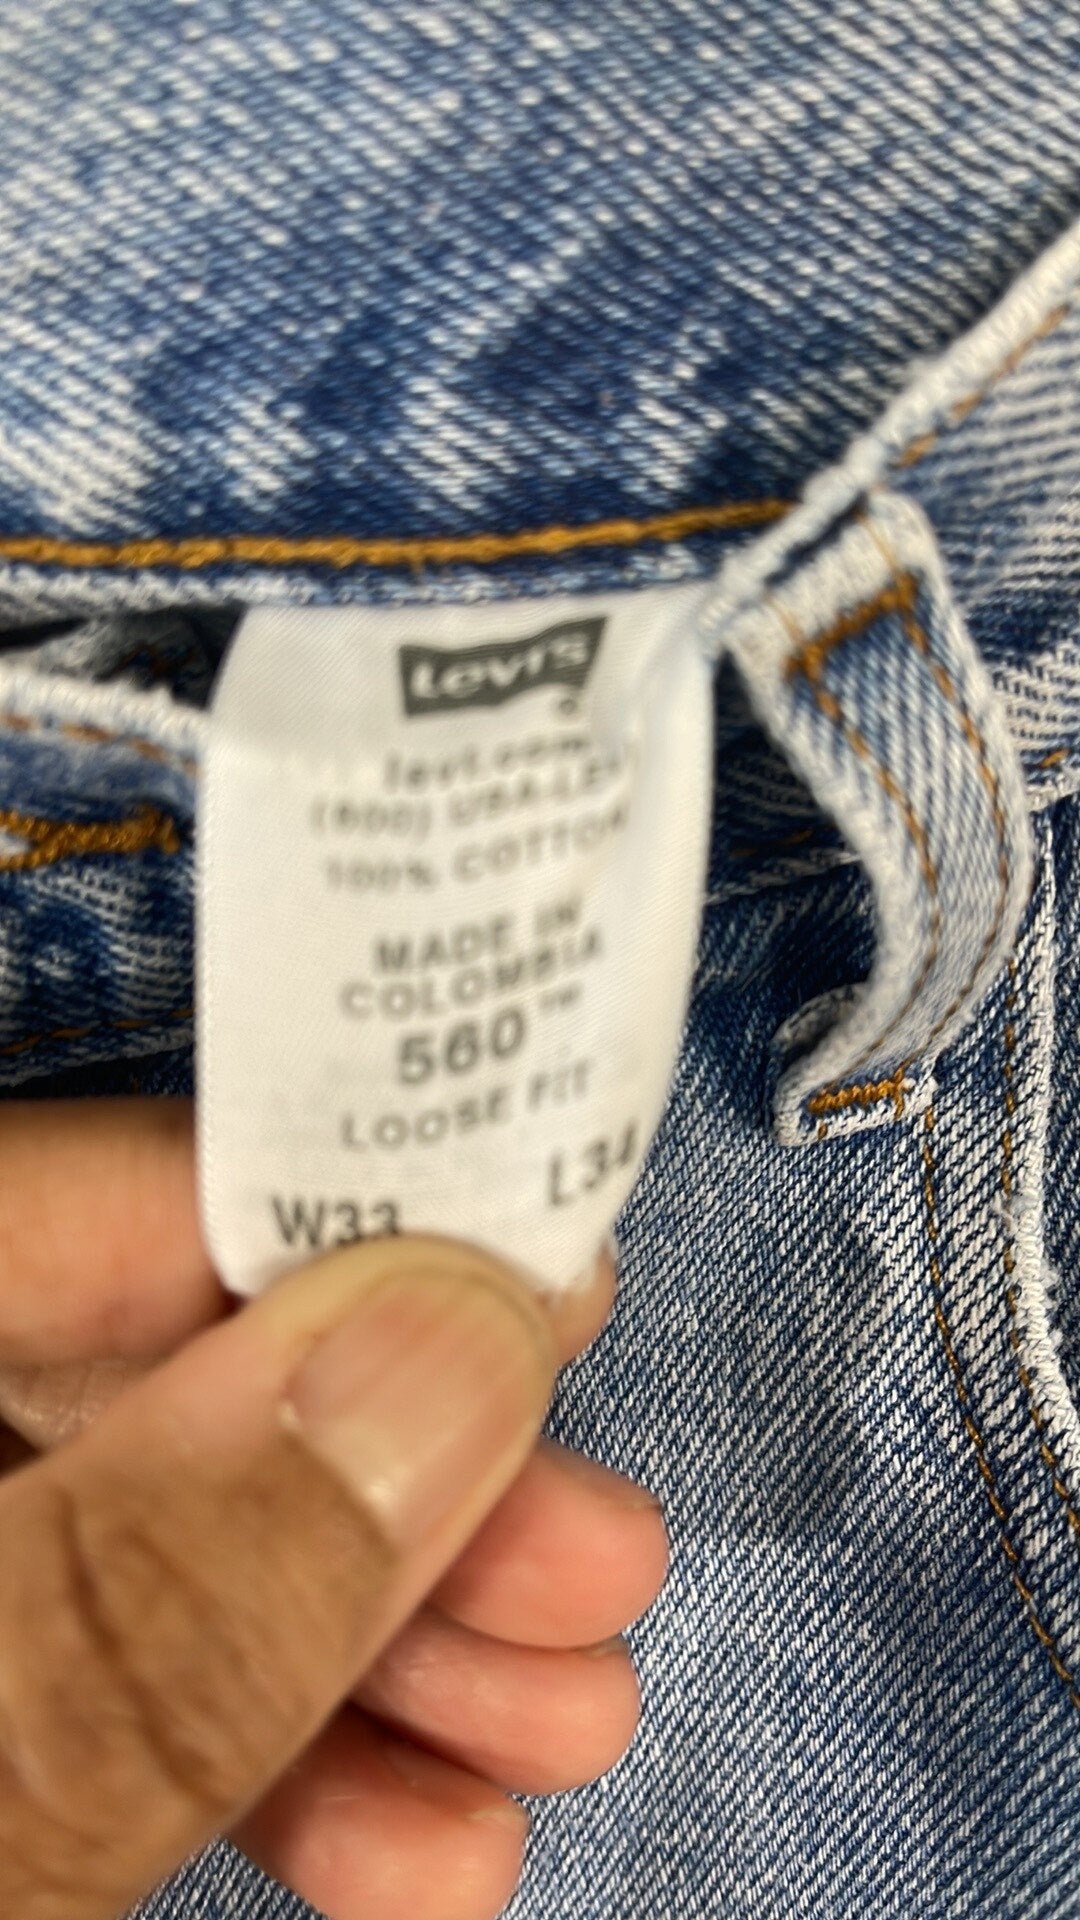 Levi's
®
levi.com
(800) USA-LEVI
100% COTTON
MADE IN
COLOMBIA
560™
LOOSE FIT
W33 L34